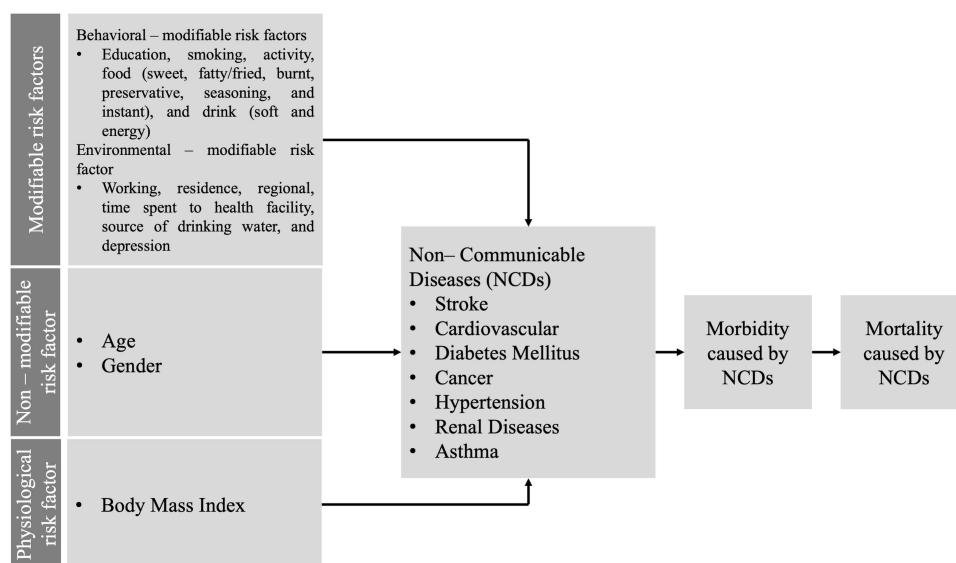 Modifiable risk factors
Behavioral – modifiable risk factors
• Education, smoking, activity,
food (sweet, fatty/fried, burnt,
preservative, seasoning, and
instant), and drink (soft and
energy)
Environmental – modifiable risk
factor
• Working, residence, regional,
time spent to health facility,
source of drinking water, and
depression
Non – modifiable
risk factor
• Age
• Gender
Physiological
risk factor
• Body Mass Index
Non– Communicable
Diseases (NCDs)
• Stroke
• Cardiovascular
• Diabetes Mellitus
• Cancer
• Hypertension
• Renal Diseases
• Asthma
Morbidity
caused by
NCDs
Mortality
caused by
NCDs